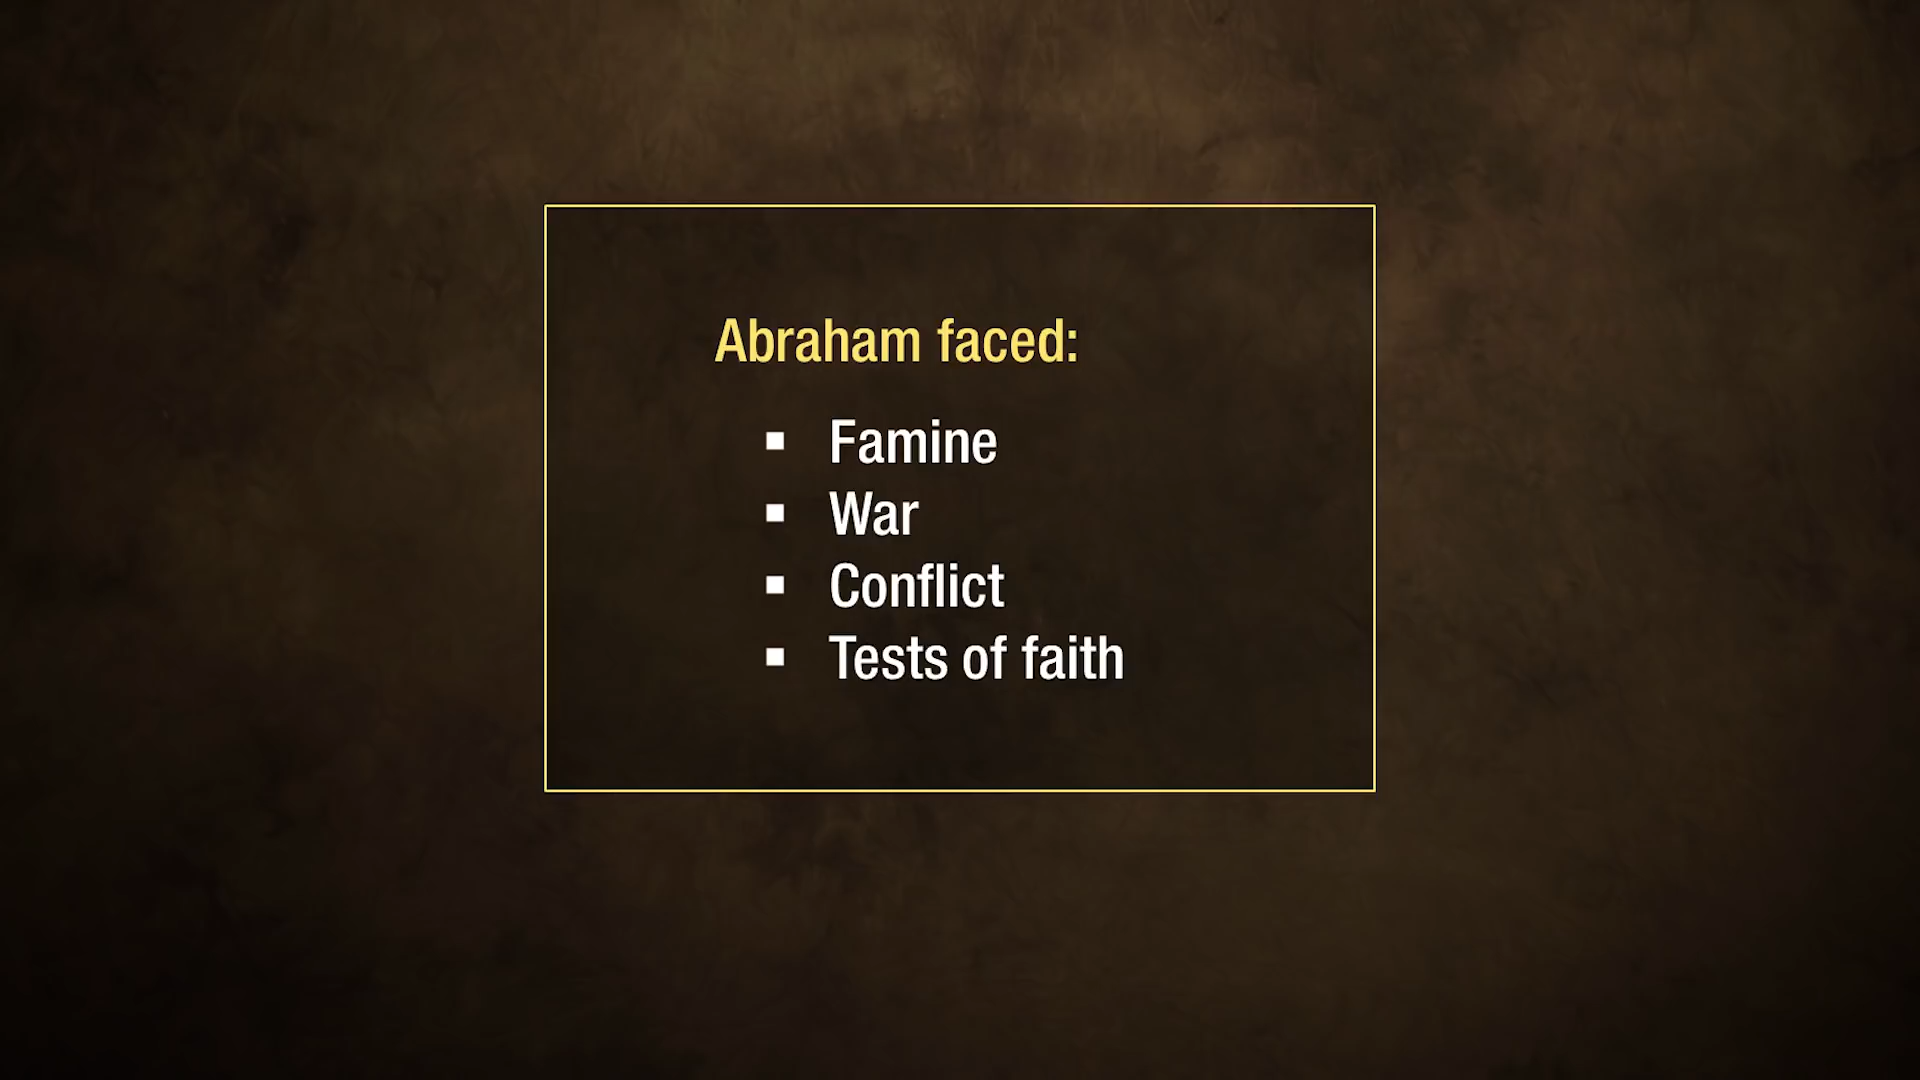 Abraham faced:
▪ Famine
▪ War
▪ Conflict
▪ Tests of faith